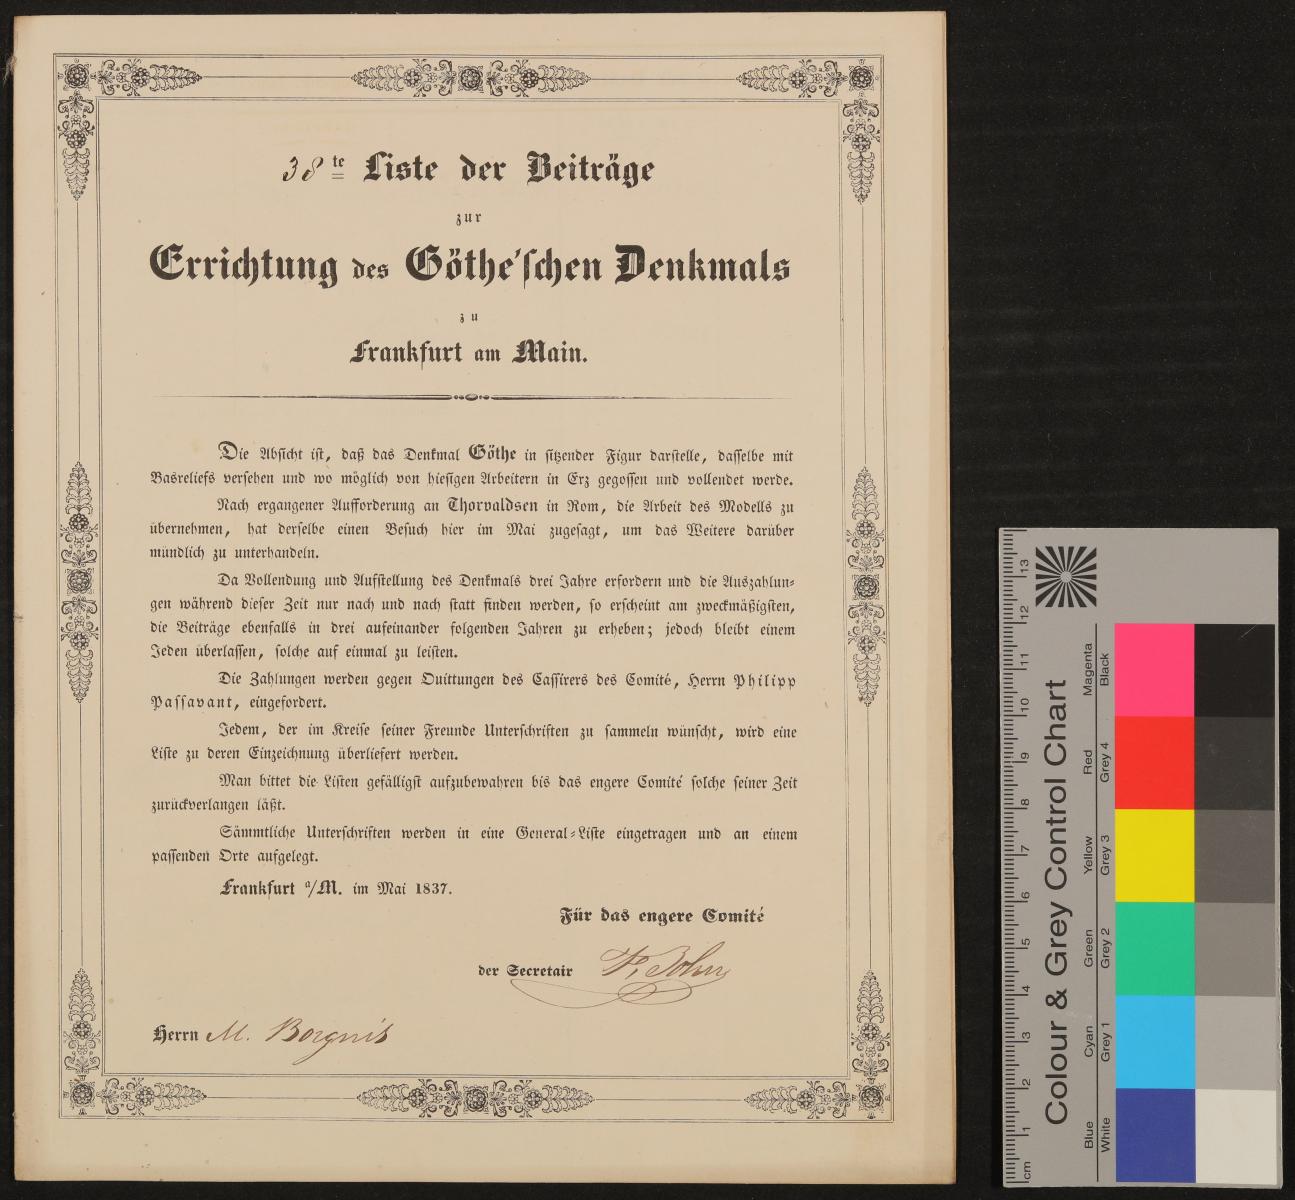 38te Liste der Beiträge
zur
Errichtung des Göthe'schen Denkmals
zu
Frankfurt am Main.
Die Absicht ist, daß das Denkmal Göthe in sitzender Figur darstelle, dasselbe mit
Basreliefs versehen und wo möglich von hiesigen Arbeitern in Erz gegossen und vollendet werde.
Nach ergangener Aufforderung an Thorvaldsen in Rom, die Arbeit des Modells zu
übernehmen, hat derselbe einen Besuch hier im Mai zugesagt, um das Weitere darüber
mündlich zu unterhandeln.
Da Vollendung und Aufstellung des Denkmals drei Jahre erfordern und die Auszahlun-
gen während dieser Zeit nur nach und nach statt finden werden, so erscheint am zweckmäßigsten,
die Beiträge ebenfalls in drei aufeinander folgenden Jahren zu erheben; jedoch bleibt einem
Jeden überlassen, solche auf einmal zu leisten.
Die Zahlungen werden gegen Quittungen des Cassirers des Comité, Herrn Philipp
Passavant, eingefordert.
Jedem, der im Kreise seiner Freunde Unterschriften zu sammeln wünscht, wird eine
Liste zu deren Einzeichnung überliefert werden.
Man bittet die Listen gefälligst aufzubewahren bis das engere Comité solche seiner Zeit
zurückverlangen läßt.
Sämmtliche Unterschriften werden in eine General-Liste eingetragen und an einem
passenden Orte aufgelegt.
Frankfurt a/M. im Mai 1837.
Für das engere Comité
der Secretair
Herrn M. Borgnis
Colour & Grey Control Chart
Blue Cyan Green Yellow Red Magenta
White Grey 1 Grey 2 Grey 3 Grey 4 Black
cm 1 2 3 4 5 6 7 8 9 10 11 12 13